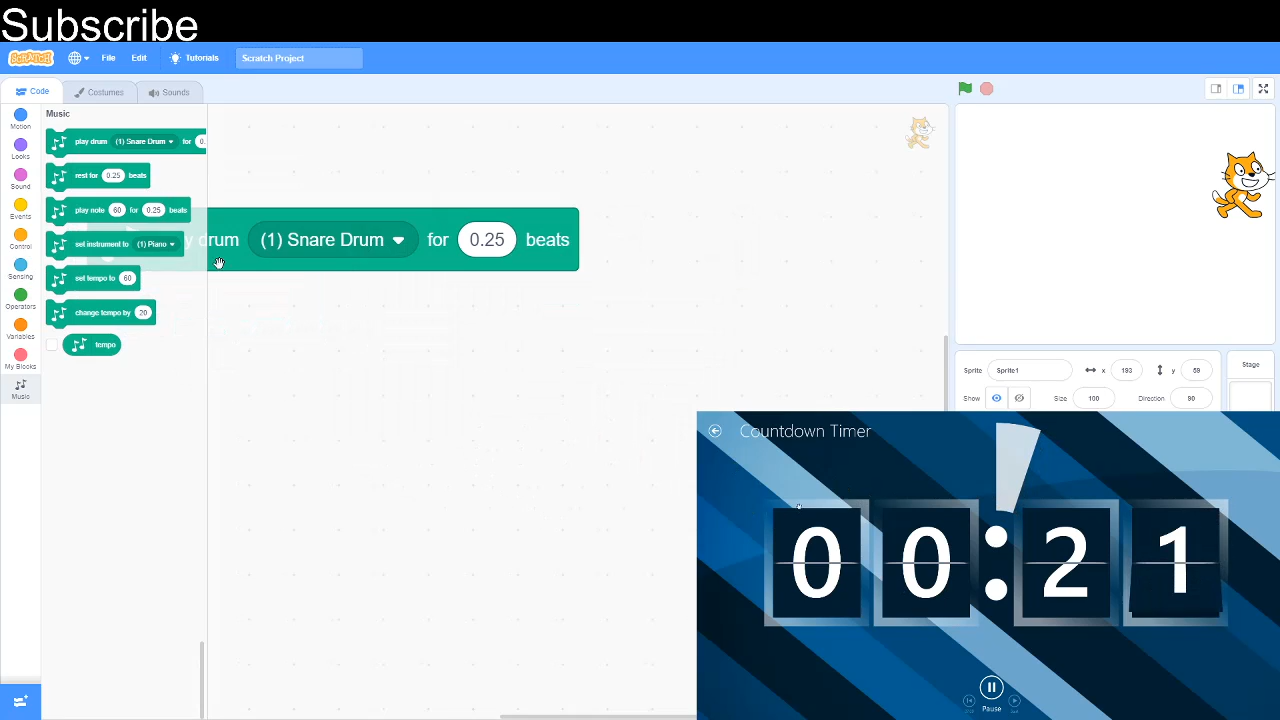 Subscribe
SCRATCH File Edit Tutorials Scratch Project
Code Costumes Sounds
Motion
Looks
Sound
Events
Control
Sensing
Operators
Variables
My Blocks
Music
Music
play drum (1) Snare Drum for 0.
rest for 0.25 beats
play note 60 for 0.25 beats
set instrument to (1) Piano
set tempo to 60
change tempo by 20
tempo
y drum (1) Snare Drum for 0.25 beats
Sprite Sprite1 x 193 y 59
Show Size 100 Direction 90
Stage
Countdown Timer
00:21
Pause